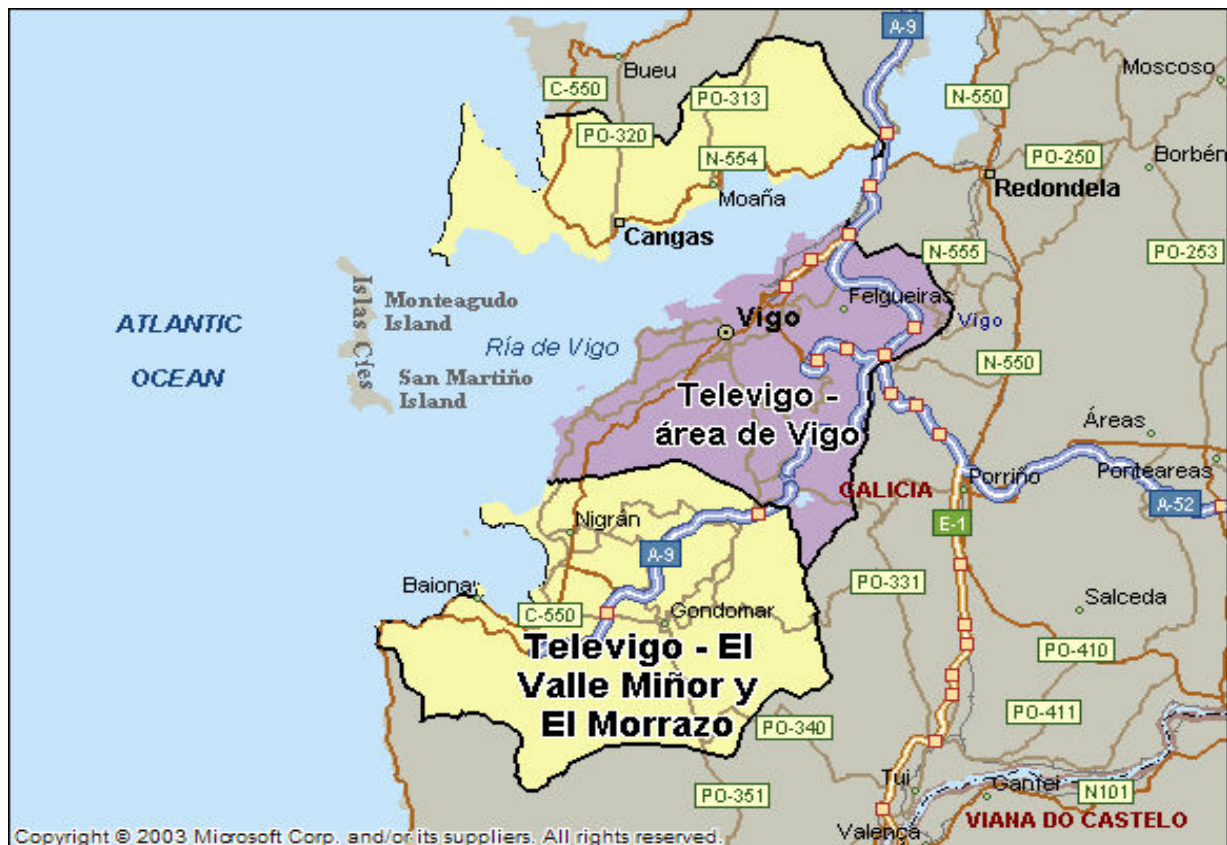 A-9
Bueu
Moscoso
C-550
PO-313
N-550
PO-320
PO-250
Borbén
N-554
Redondela
Moaña
Cangas
N-555
PO-253
Islas Cíes
Monteagudo
Island
Felgueiras
ATLANTIC
OCEAN
Vigo
Vigo
Ría de Vigo
N-550
San Martiño
Island
Televigo -
área de Vigo
Áreas
Ponteareas
Porriño
GALICIA
A-52
Nigrán
E-1
A-9
Baiona
PO-331
C-550
Gondomar
Salceda
Televigo - El
Valle Miñor y
El Morrazo
PO-410
PO-411
PO-340
Tui
Ganfei
N101
PO-351
VIANA DO CASTELO
Valença
Copyright © 2003 Microsoft Corp. and/or its suppliers. All rights reserved.